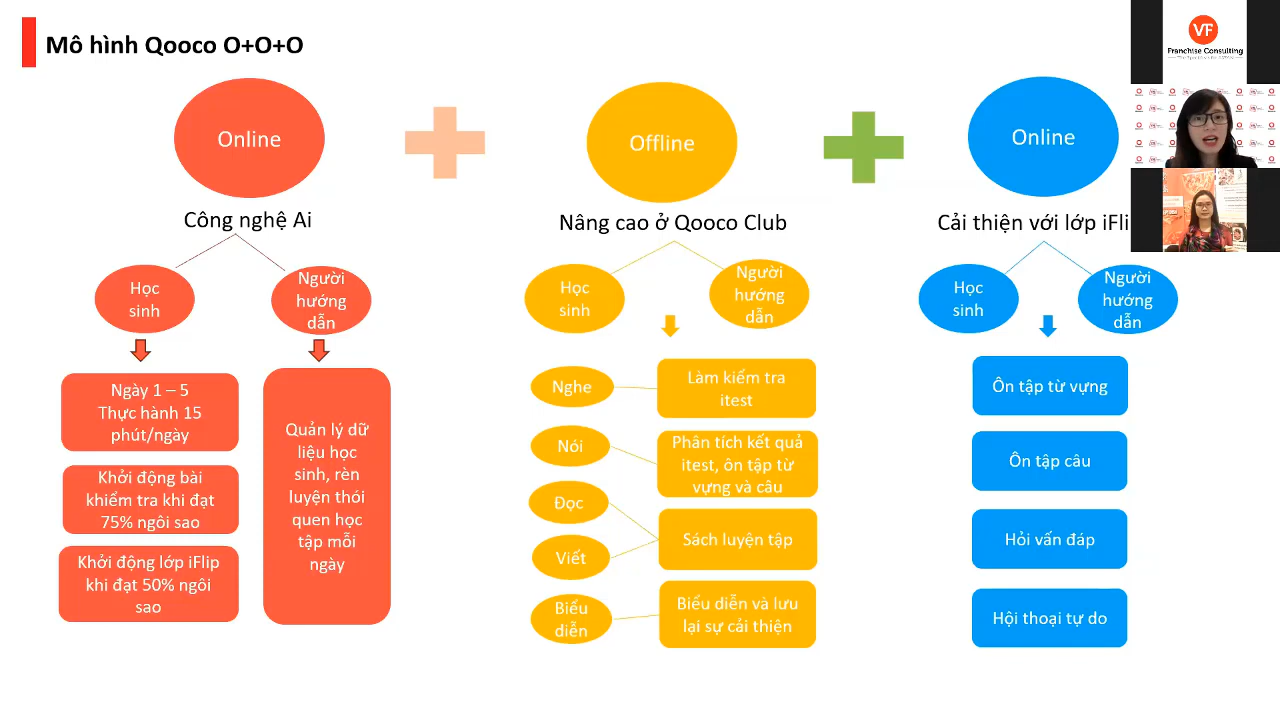 Mô hình Qooco O+O+O
VF
Franchise Consulting
Online
Offline
Online
Công nghệ Ai
Nâng cao ở Qooco Club
Cải thiện với lớp iFli
Học
sinh
Người
hướng
dẫn
Học
sinh
Người
hướng
dẫn
Học
sinh
Người
hướng
dẫn
Ngày 1 – 5
Thực hành 15
phút/ngày
Khởi động bài
khiểm tra khi đạt
75% ngôi sao
Khởi động lớp iFlip
khi đạt 50% ngôi
sao
Quản lý dữ
liệu học
sinh, rèn
luyện thói
quen học
tập mỗi
ngày
Nghe
Làm kiểm tra
itest
Nói
Phân tích kết quả
itest, ôn tập từ
vựng và câu
Đọc
Viết
Sách luyện tập
Biểu
diễn
Biểu diễn và lưu
lại sự cải thiện
Ôn tập từ vựng
Ôn tập câu
Hỏi vấn đáp
Hội thoại tự do